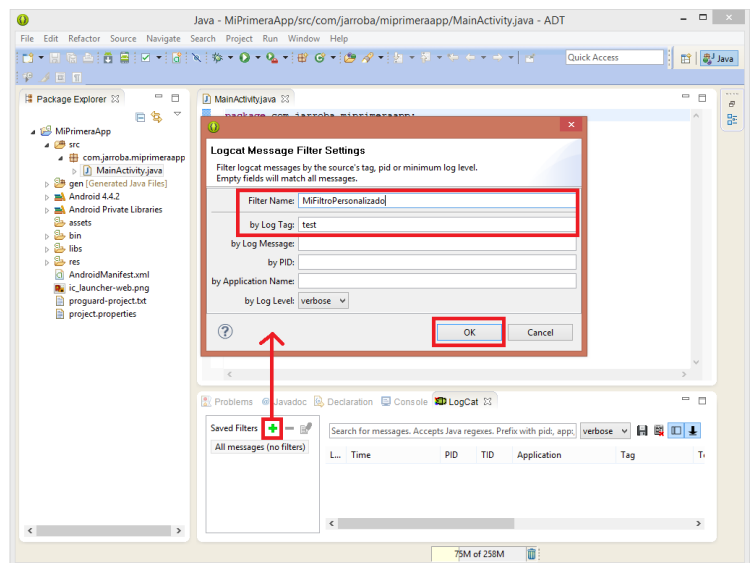 Java - MiPrimeraApp/src/com/jarroba/miprimeraapp/MainActivity.java - ADT
File Edit Refactor Source Navigate Search Project Run Window Help
Quick Access
Java
Package Explorer
MainActivity.java
package com.jarroba.miprimeraapp;
MiPrimeraApp
src
com.jarroba.miprimeraapp
MainActivity.java
gen [Generated Java Files]
Android 4.4.2
Android Private Libraries
assets
bin
libs
res
AndroidManifest.xml
ic_launcher-web.png
proguard-project.txt
project.properties
Logcat Message Filter Settings
Filter logcat messages by the source's tag, pid or minimum log level.
Empty fields will match all messages.
Filter Name: MiFiltroPersonalizado
by Log Tag: test
by Log Message:
by PID:
by Application Name:
by Log Level: verbose
OK Cancel
Problems @ Javadoc Declaration Console LogCat
Saved Filters
All messages (no filters)
Search for messages. Accepts Java regexes. Prefix with pid:, app: verbose
L... Time PID TID Application Tag
75M of 258M